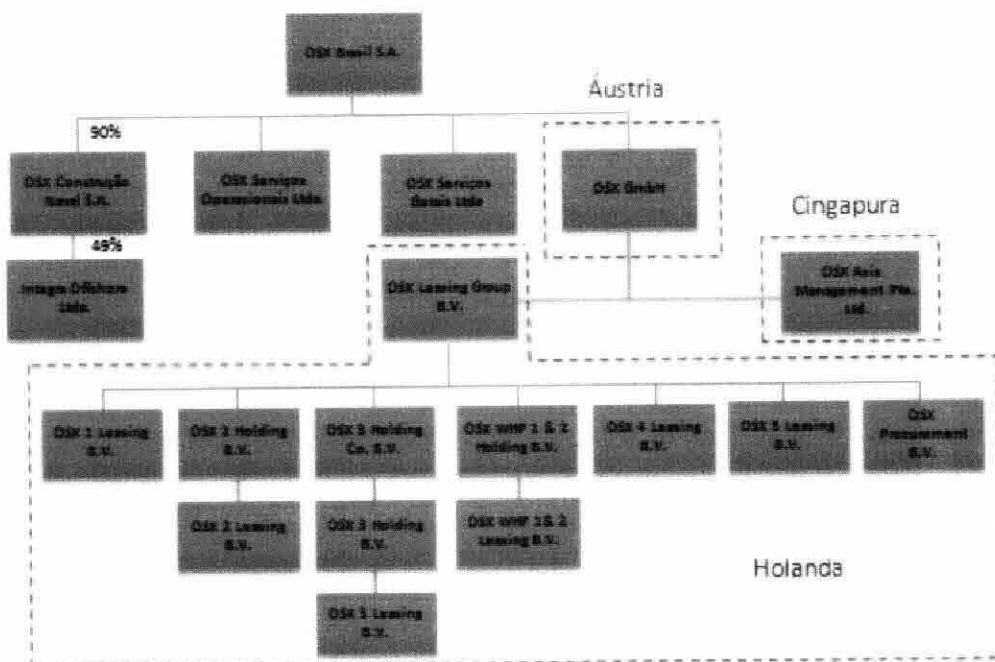 OSX Brasil S.A.
Áustria
90%
OSX Construção
Naval S.A.
OSX Serviços
Operacionais Ltda.
OSX Serviços
Gerais Ltda
OSX GmbH
Cingapura
49%
Integra Offshore
Ltda.
OSX Leasing Group
B.V.
OSX Asia
Management Pte.
Ltd.
OSX 1 Leasing
B.V.
OSX 2 Holding
B.V.
OSX 3 Holding
Co. B.V.
OSX WHP 1 & 2
Holding B.V.
OSX 4 Leasing
B.V.
OSX 5 Leasing
B.V.
OSX
Procurement
B.V.
OSX 2 Leasing
B.V.
OSX 3 Holding
B.V.
OSX WHP 1 & 2
Leasing B.V.
Holanda
OSX 3 Leasing
B.V.